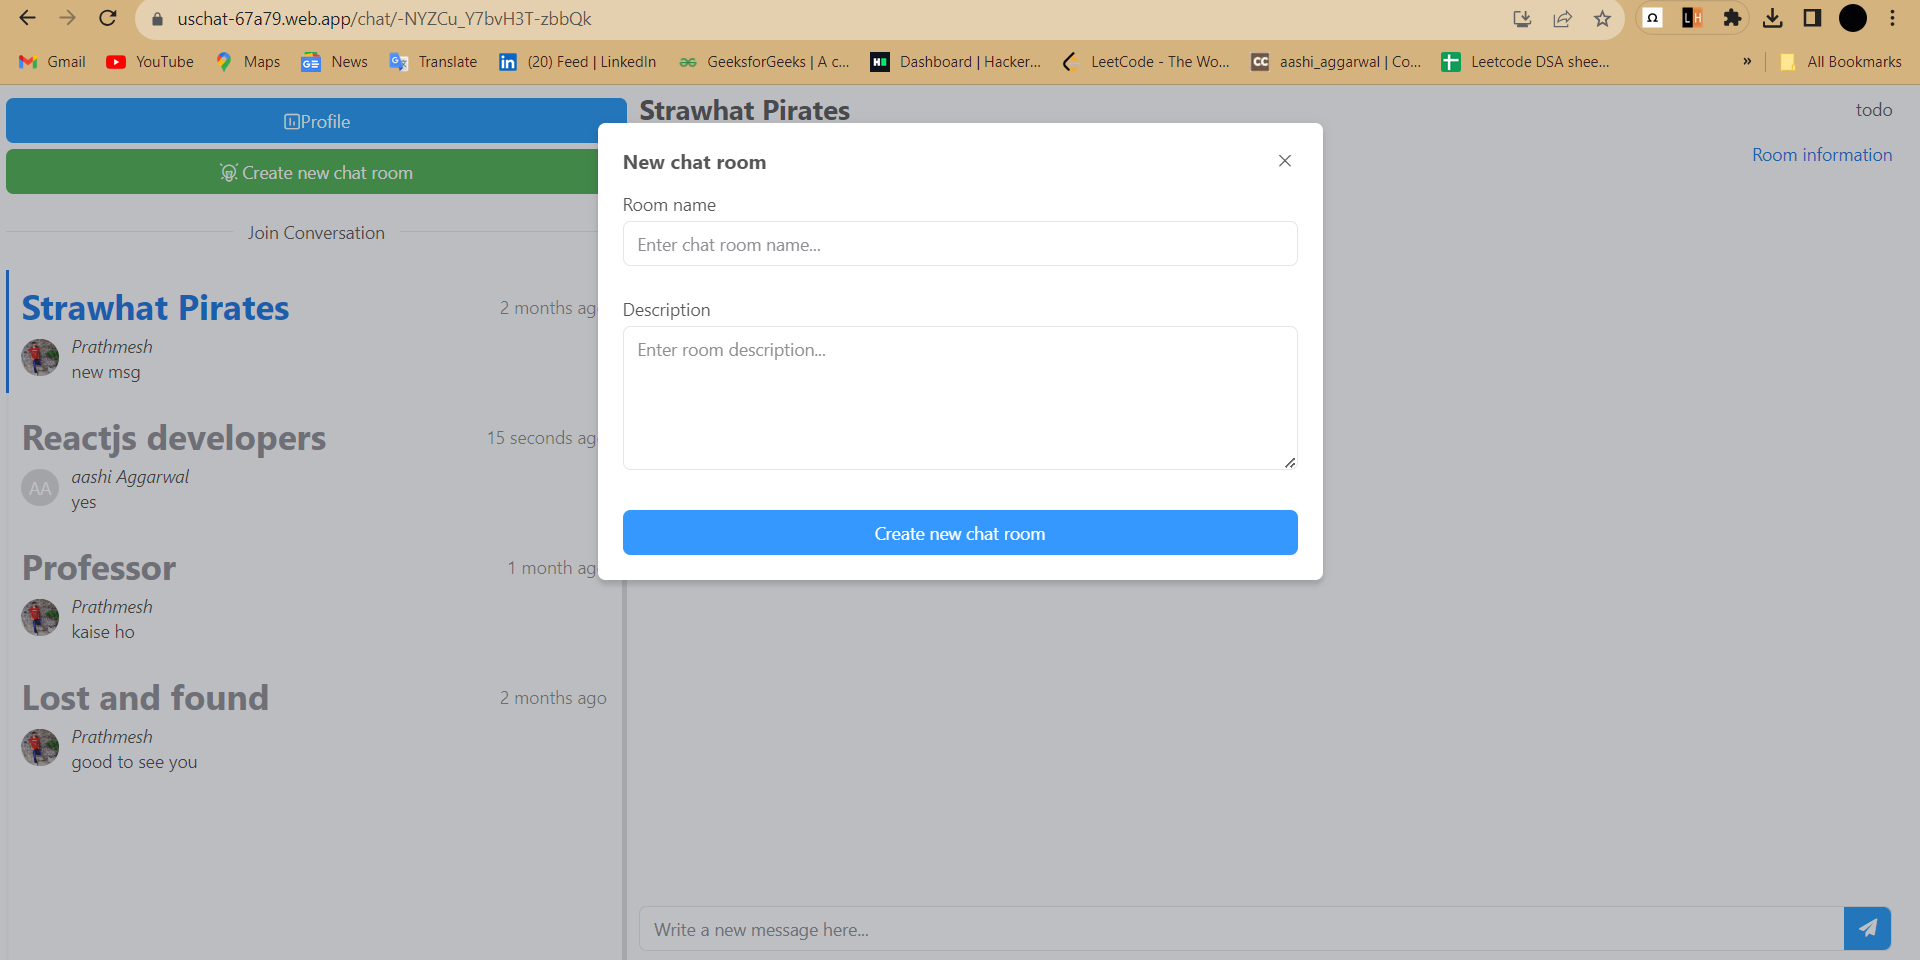 uschat-67a79.web.app/chat/-NYZCu_Y7bvH3T-zbbQk
Gmail YouTube Maps News Translate (20) Feed | LinkedIn GeeksforGeeks | A c... Dashboard | Hacker... LeetCode - The Wo... aashi_aggarwal | Co... Leetcode DSA shee... » All Bookmarks
Profile
Create new chat room
Join Conversation
Strawhat Pirates 2 months ag
Prathmesh
new msg
Reactjs developers 15 seconds ag
AA aashi Aggarwal
yes
Professor 1 month ag
Prathmesh
kaise ho
Lost and found 2 months ago
Prathmesh
good to see you
Strawhat Pirates todo
Room information
New chat room
Room name
Enter chat room name...
Description
Enter room description...
Create new chat room
Write a new message here...